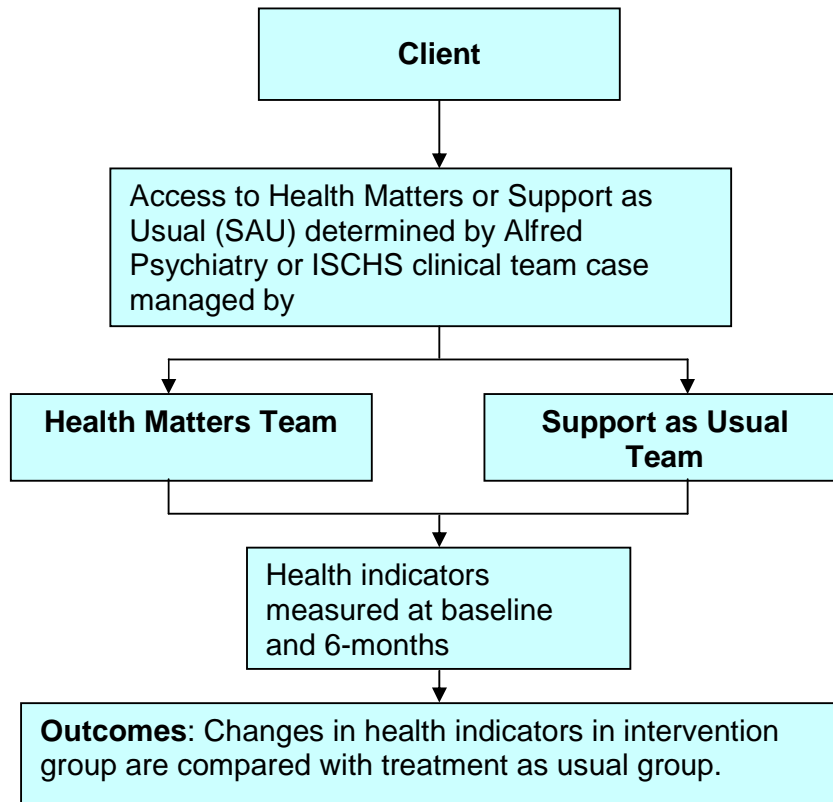 Client
Access to Health Matters or Support as
Usual (SAU) determined by Alfred
Psychiatry or ISCHS clinical team case
managed by
Health Matters Team
Support as Usual
Team
Health indicators
measured at baseline
and 6-months
Outcomes: Changes in health indicators in intervention
group are compared with treatment as usual group.